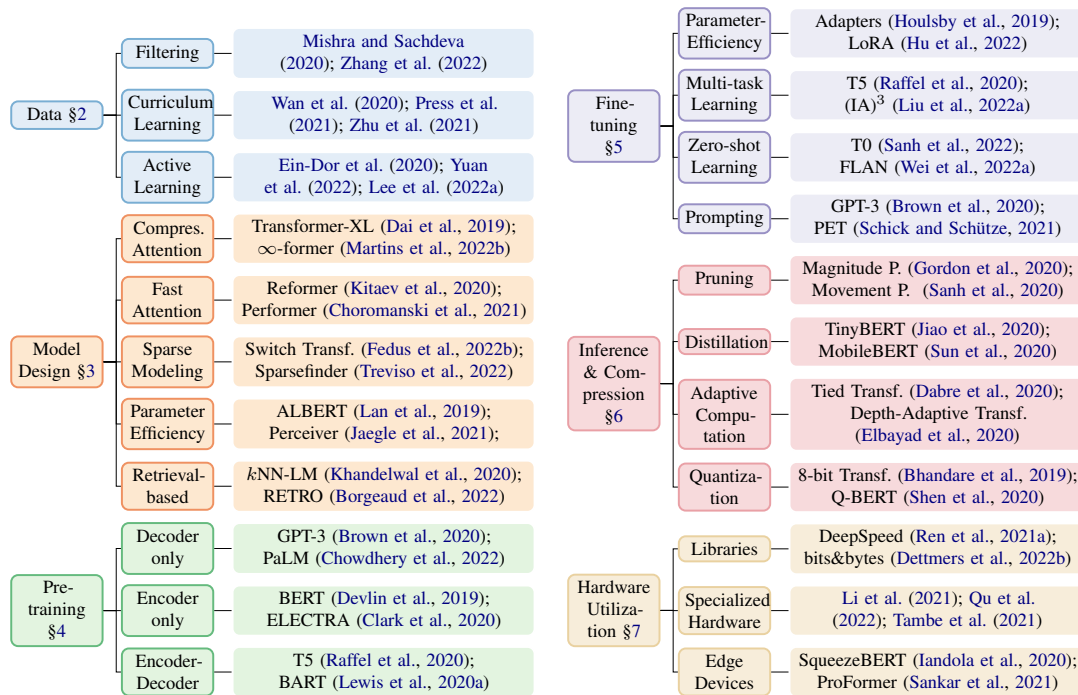 Data §2
Filtering
Mishra and Sachdeva
(2020); Zhang et al. (2022)
Curriculum
Learning
Wan et al. (2020); Press et al.
(2021); Zhu et al. (2021)
Active
Learning
Ein-Dor et al. (2020); Yuan
et al. (2022); Lee et al. (2022a)
Model
Design §3
Compres.
Attention
Transformer-XL (Dai et al., 2019);
∞-former (Martins et al., 2022b)
Fast
Attention
Reformer (Kitaev et al., 2020);
Performer (Choromanski et al., 2021)
Sparse
Modeling
Switch Transf. (Fedus et al., 2022b);
Sparsefinder (Treviso et al., 2022)
Parameter
Efficiency
ALBERT (Lan et al., 2019);
Perceiver (Jaegle et al., 2021);
Retrieval-
based
kNN-LM (Khandelwal et al., 2020);
RETRO (Borgeaud et al., 2022)
Pre-
training
§4
Decoder
only
GPT-3 (Brown et al., 2020);
PaLM (Chowdhery et al., 2022)
Encoder
only
BERT (Devlin et al., 2019);
ELECTRA (Clark et al., 2020)
Encoder-
Decoder
T5 (Raffel et al., 2020);
BART (Lewis et al., 2020a)
Fine-
tuning
§5
Parameter-
Efficiency
Adapters (Houlsby et al., 2019);
LoRA (Hu et al., 2022)
Multi-task
Learning
T5 (Raffel et al., 2020);
(IA)³ (Liu et al., 2022a)
Zero-shot
Learning
T0 (Sanh et al., 2022);
FLAN (Wei et al., 2022a)
Prompting
GPT-3 (Brown et al., 2020);
PET (Schick and Schütze, 2021)
Inference
& Com-
pression
§6
Pruning
Magnitude P. (Gordon et al., 2020);
Movement P. (Sanh et al., 2020)
Distillation
TinyBERT (Jiao et al., 2020);
MobileBERT (Sun et al., 2020)
Adaptive
Compu-
tation
Tied Transf. (Dabre et al., 2020);
Depth-Adaptive Transf.
(Elbayad et al., 2020)
Quantiza-
tion
8-bit Transf. (Bhandare et al., 2019);
Q-BERT (Shen et al., 2020)
Hardware
Utiliza-
tion §7
Libraries
DeepSpeed (Ren et al., 2021a);
bits&bytes (Dettmers et al., 2022b)
Specialized
Hardware
Li et al. (2021); Qu et al.
(2022); Tambe et al. (2021)
Edge
Devices
SqueezeBERT (Iandola et al., 2020);
ProFormer (Sankar et al., 2021)